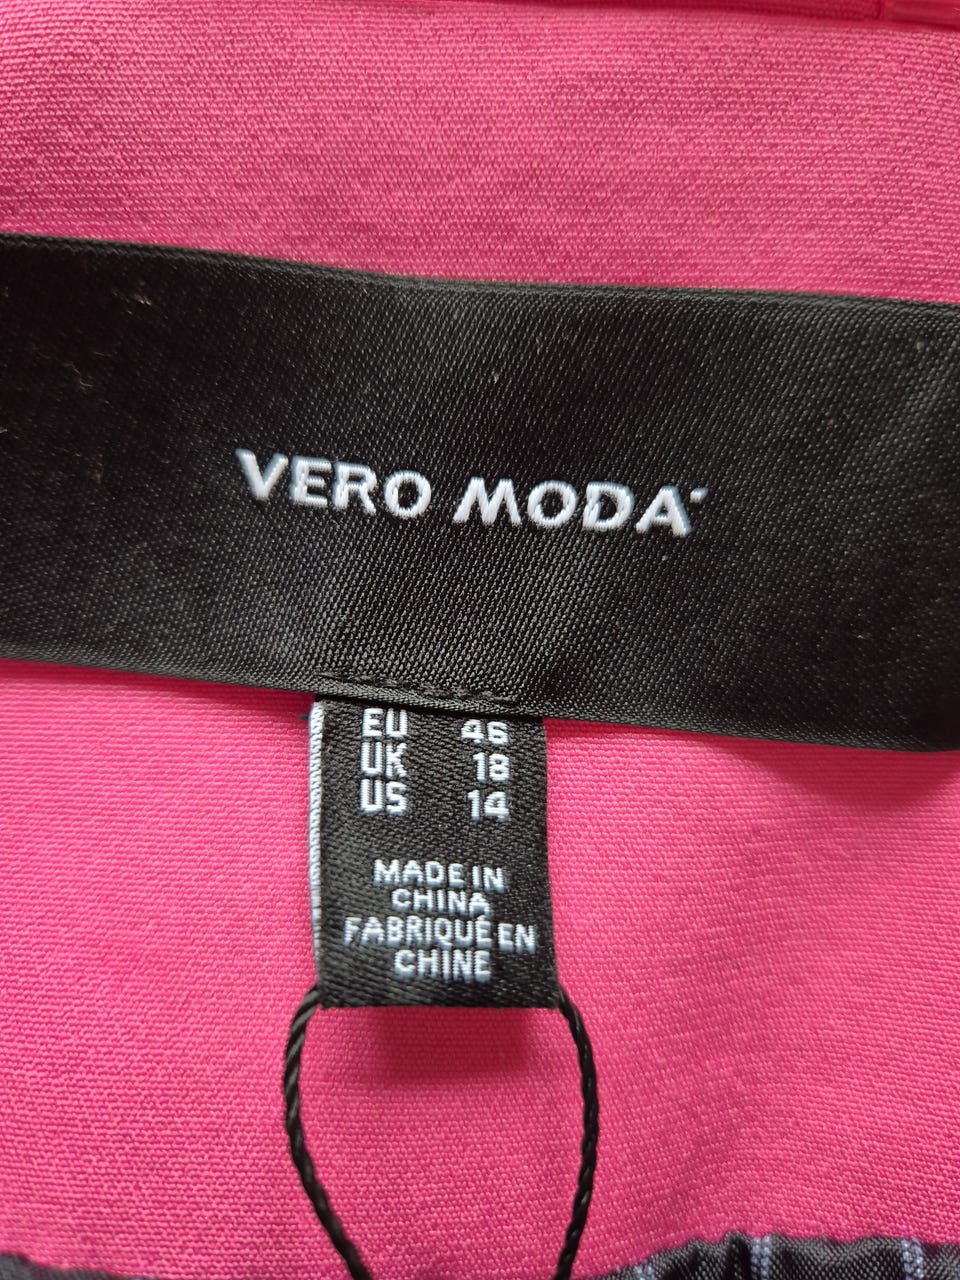 VERO MODA
EU 46
UK 18
US 14
MADE IN
CHINA
FABRIQUÉ EN
CHINE